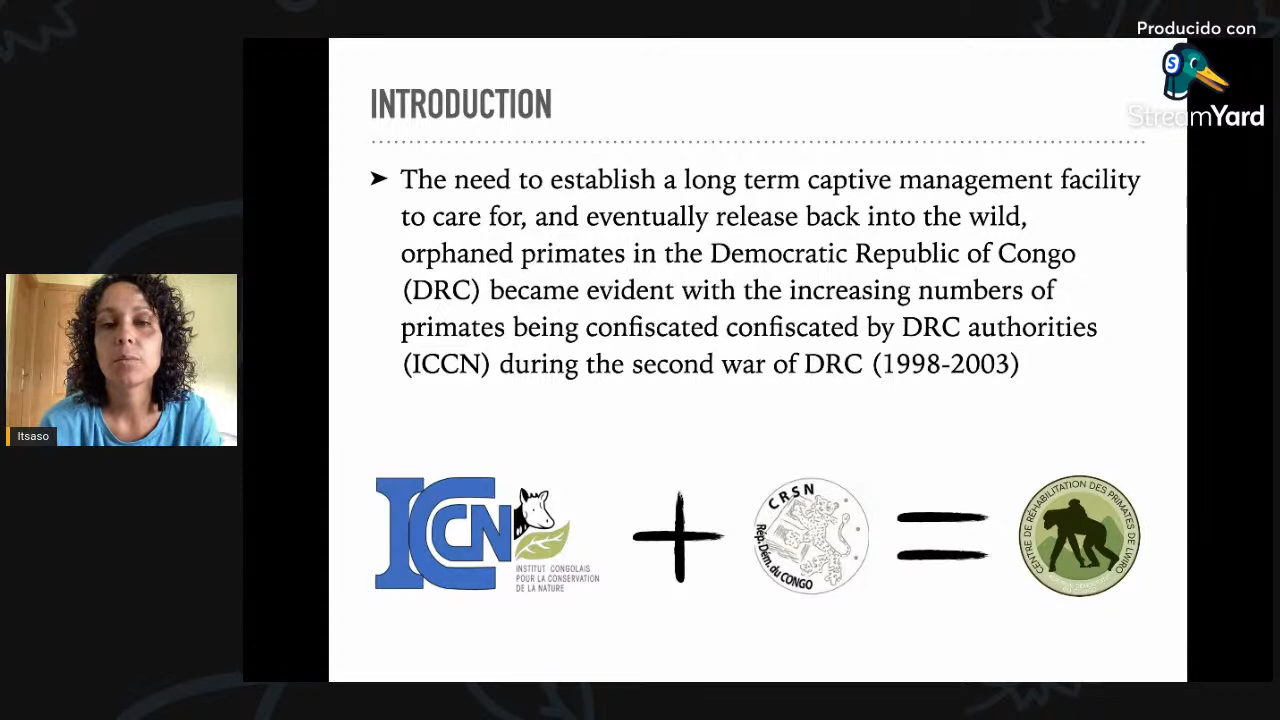 Producido con
StreamYard
INTRODUCTION
➤ The need to establish a long term captive management facility
to care for, and eventually release back into the wild,
orphaned primates in the Democratic Republic of Congo
(DRC) became evident with the increasing numbers of
primates being confiscated confiscated by DRC authorities
(ICCN) during the second war of DRC (1998-2003)
Itsaso
ICCN
INSTITUT CONGOLAIS
POUR LA CONSERVATION
DE LA NATURE
+
CRSN
Rép. Dém. du CONGO
=
CENTRE DE RÉHABILITATION DES PRIMATES DE LWIRO